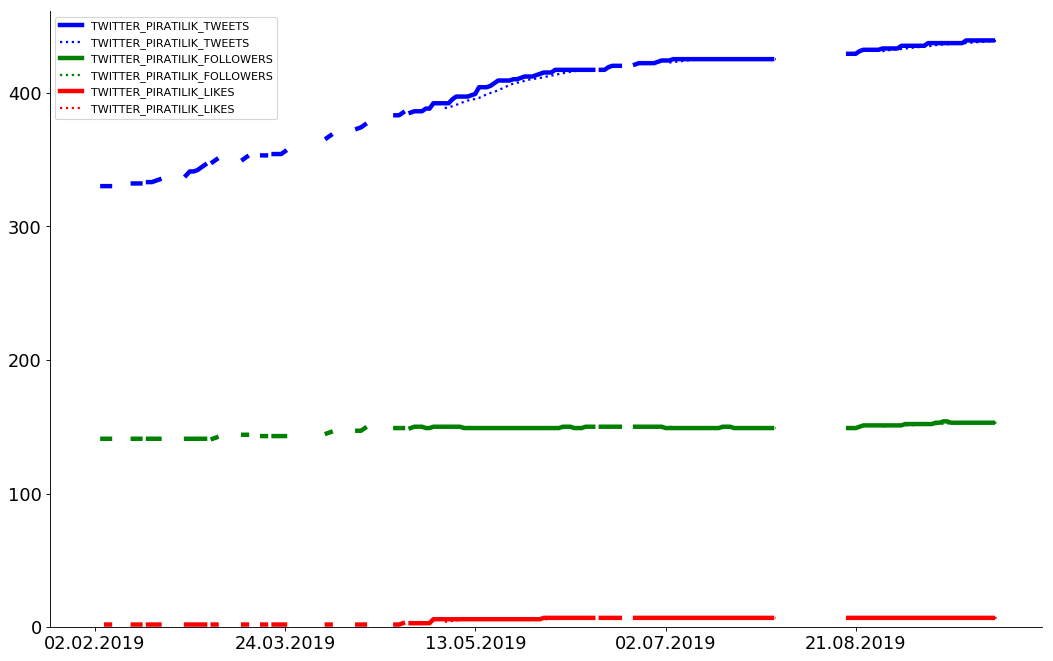 TWITTER_PIRATILIK_TWEETS
TWITTER_PIRATILIK_TWEETS
TWITTER_PIRATILIK_FOLLOWERS
TWITTER_PIRATILIK_FOLLOWERS
TWITTER_PIRATILIK_LIKES
TWITTER_PIRATILIK_LIKES
400
300
200
100
0
02.02.2019 24.03.2019 13.05.2019 02.07.2019 21.08.2019